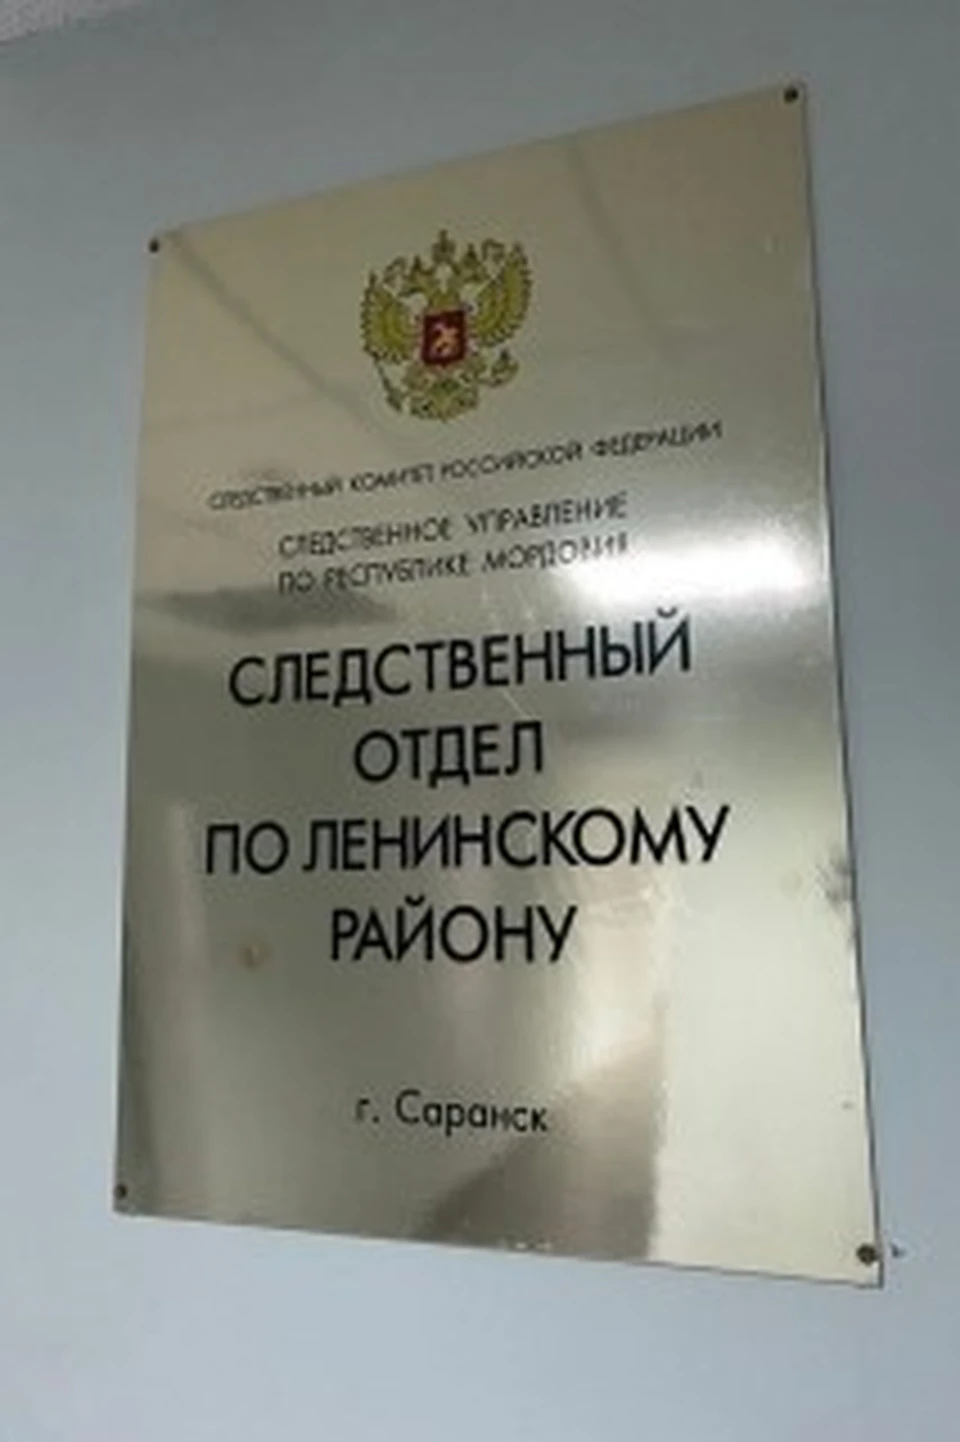 СЛЕДСТВЕННЫЙ КОМИТЕТ РОССИЙСКОЙ ФЕДЕРАЦИИ
СЛЕДСТВЕННОЕ УПРАВЛЕНИЕ
ПО РЕСПУБЛИКЕ МОРДОВИЯ
СЛЕДСТВЕННЫЙ
ОТДЕЛ
ПО ЛЕНИНСКОМУ
РАЙОНУ
г. Саранск